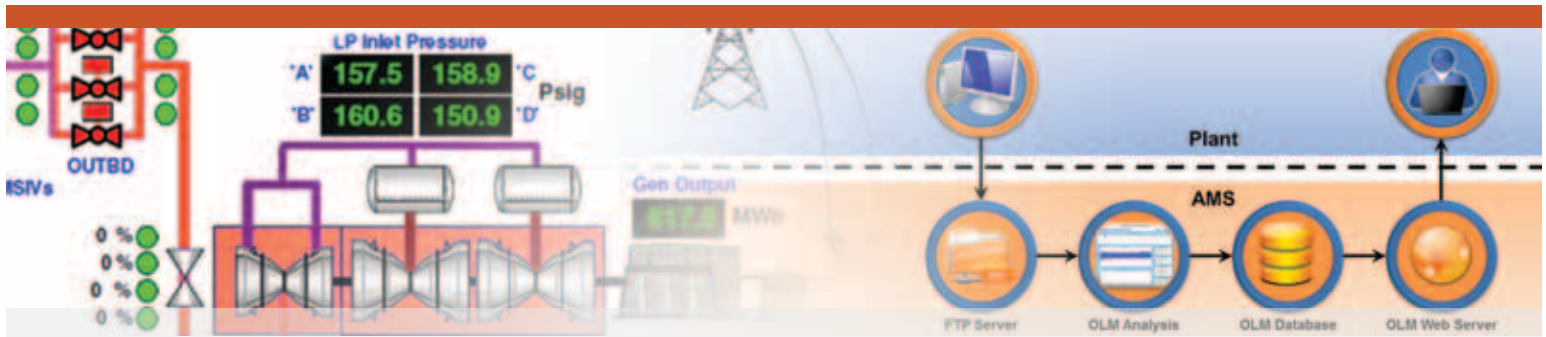 LP Inlet Pressure
'A' 157.5 158.9 'C'
Psig
'B' 160.6 150.9 'D'
OUTBD
MSIVs
Gen Output
MWe
0 %
0 %
0 %
0 %
Plant
AMS
FTP Server
OLM Analysis
OLM Database
OLM Web Server